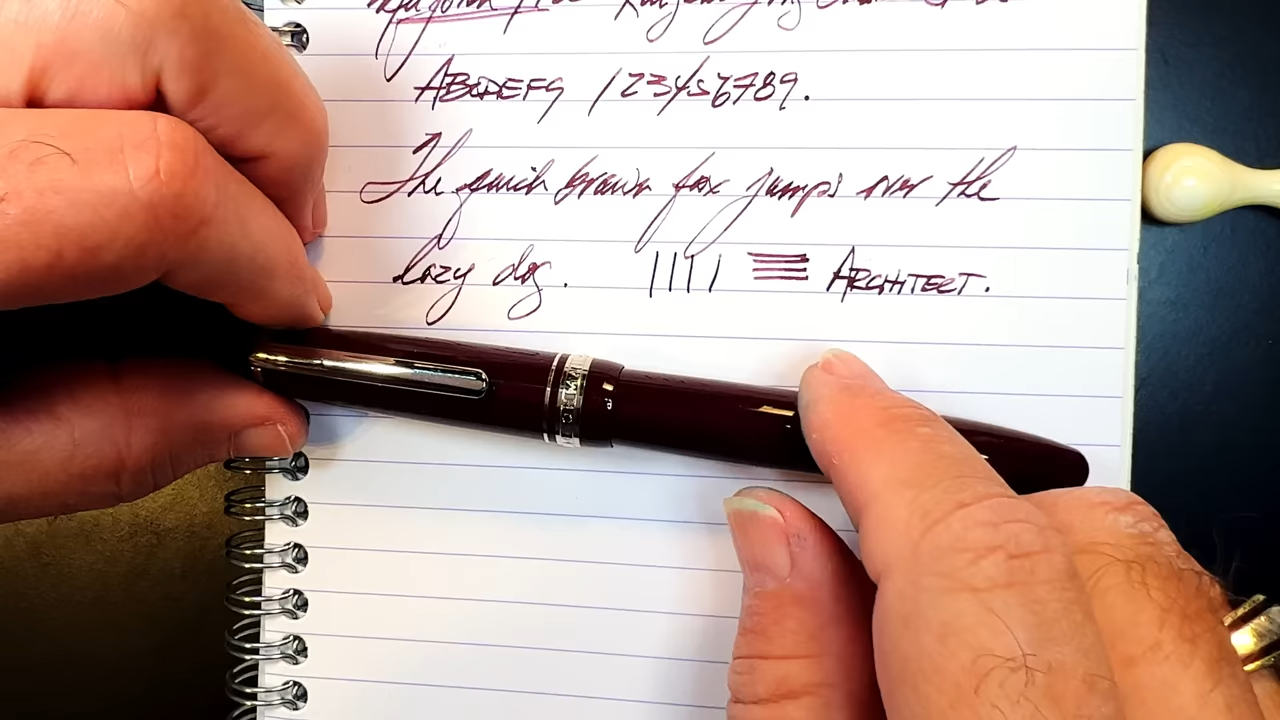 ABCDEFG 123456789.
The quick brown fox jumps over the
lazy dog. ARCHITECT.